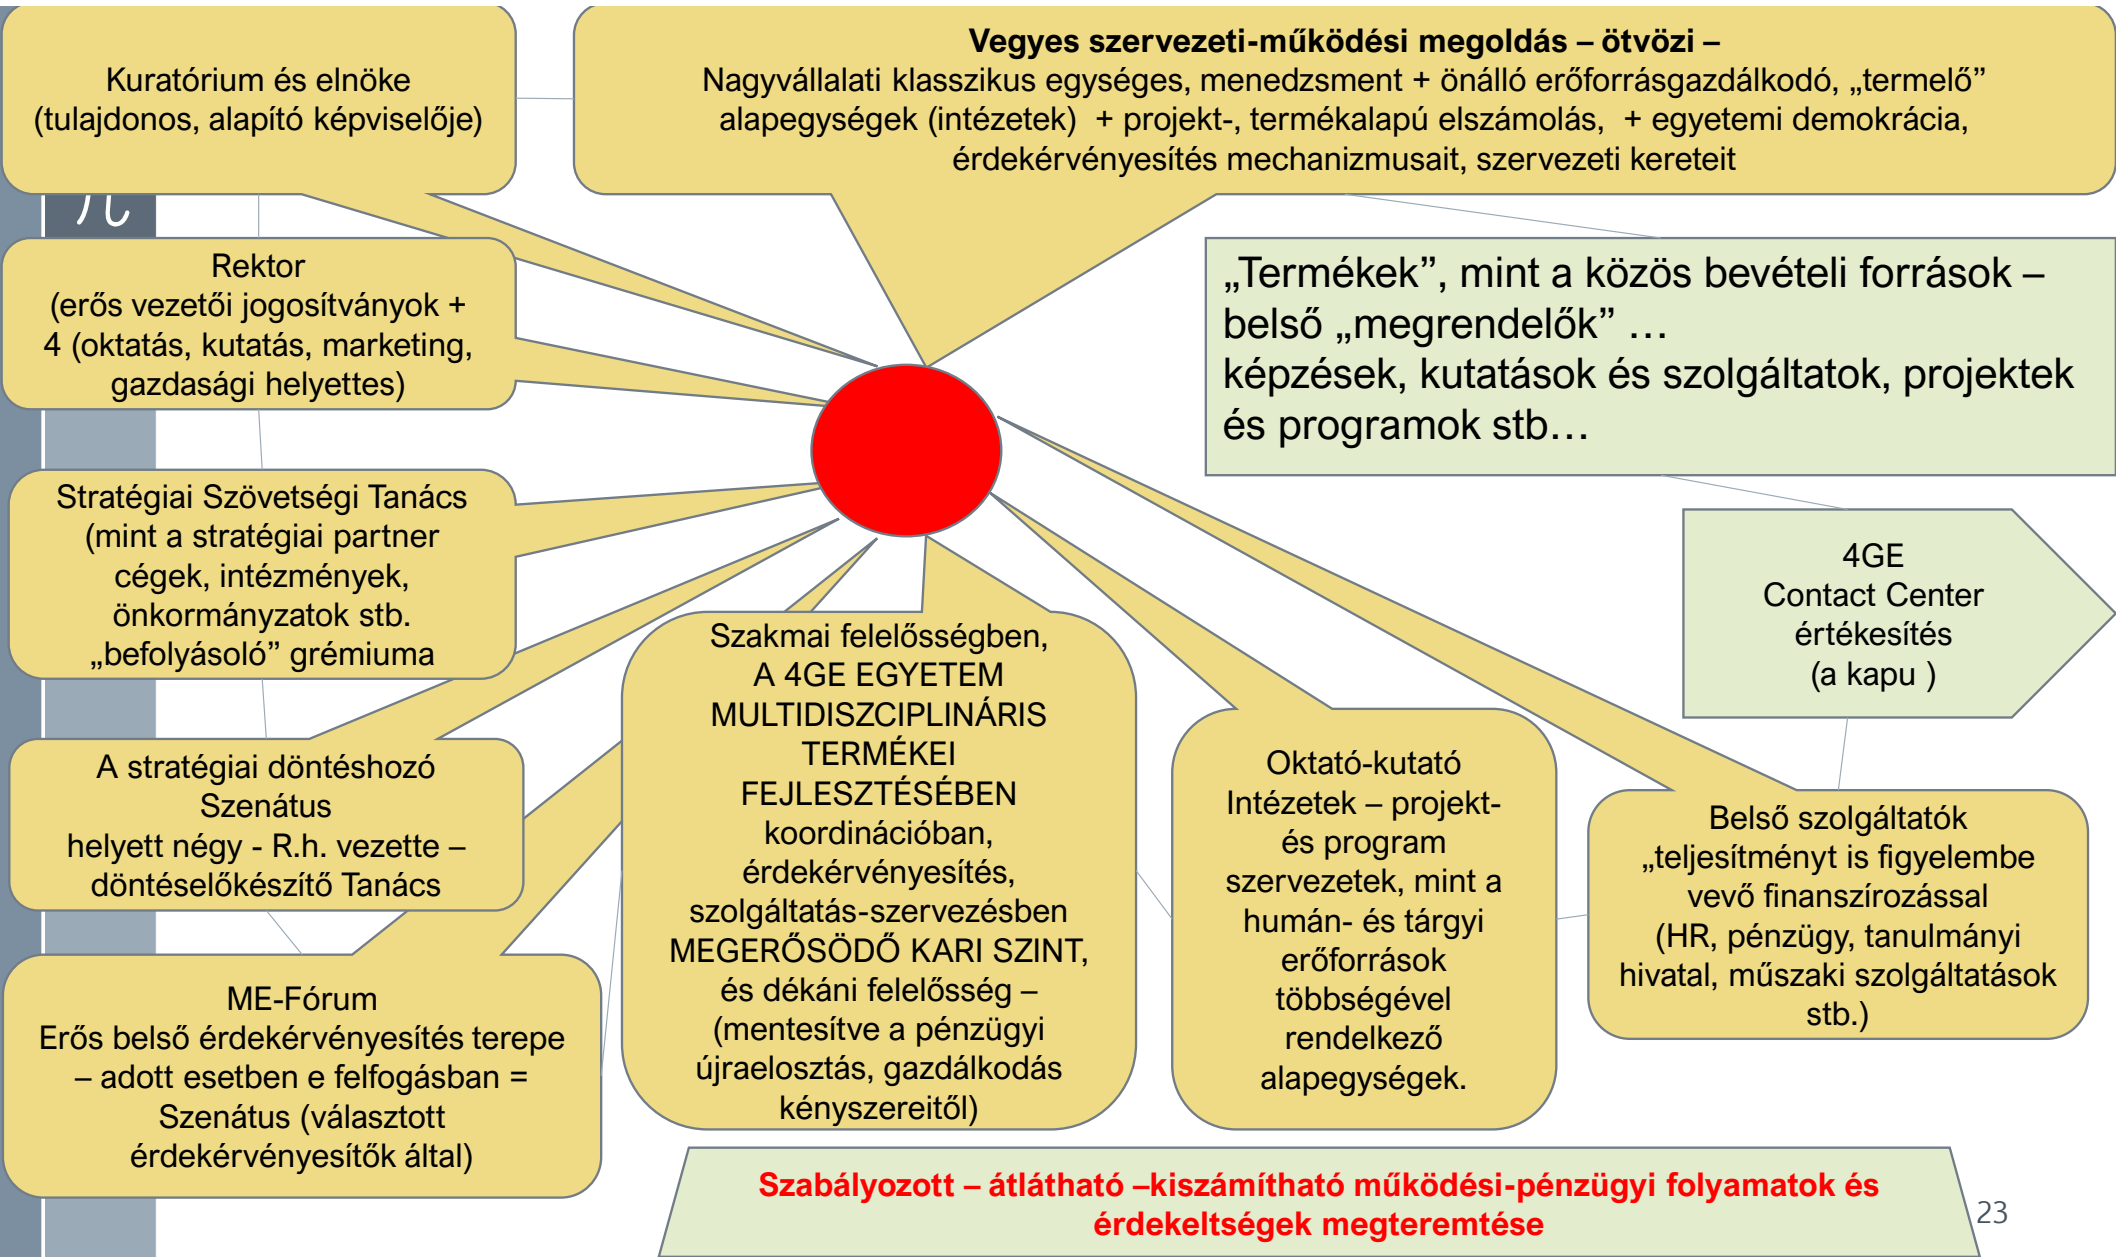 Kuratórium és elnöke
(tulajdonos, alapító képviselője)
Vegyes szervezeti-működési megoldás – ötvözi –
Nagyvállalati klasszikus egységes, menedzsment + önálló erőforrásgazdálkodó, „termelő”
alapegységek (intézetek)  + projekt-, termékalapú elszámolás,  + egyetemi demokrácia,
érdekérvényesítés mechanizmusait, szervezeti kereteit
Rektor
(erős vezetői jogosítványok +
4 (oktatás, kutatás, marketing,
gazdasági helyettes)
„Termékek”, mint a közös bevételi források –
belső „megrendelők” …
képzések, kutatások és szolgáltatok, projektek
és programok stb…
Stratégiai Szövetségi Tanács
(mint a stratégiai partner
cégek, intézmények,
önkormányzatok stb.
„befolyásoló” grémiuma
4GE
Contact Center
értékesítés
(a kapu )
A stratégiai döntéshozó
Szenátus
helyett négy - R.h. vezette –
döntéselőkészítő Tanács
ME-Fórum
Erős belső érdekérvényesítés terepe
– adott esetben e felfogásban =
Szenátus (választott
érdekérvényesítők által)
Szakmai felelősségben,
A 4GE EGYETEM
MULTIDISZCIPLINÁRIS
TERMÉKEI
FEJLESZTÉSÉBEN
koordinációban,
érdekérvényesítés,
szolgáltatás-szervezésben
MEGERŐSÖDŐ KARI SZINT,
és dékáni felelősség –
(mentesítve a pénzügyi
újraelosztás, gazdálkodás
kényszereitől)
Oktató-kutató
Intézetek – projekt-
és program
szervezetek, mint a
humán- és tárgyi
erőforrások
többségével
rendelkező
alapegységek.
Belső szolgáltatók
„teljesítményt is figyelembe
vevő finanszírozással
(HR, pénzügy, tanulmányi
hivatal, műszaki szolgáltatások
stb.)
Szabályozott – átlátható –kiszámítható működési-pénzügyi folyamatok és
érdekeltségek megteremtése
23